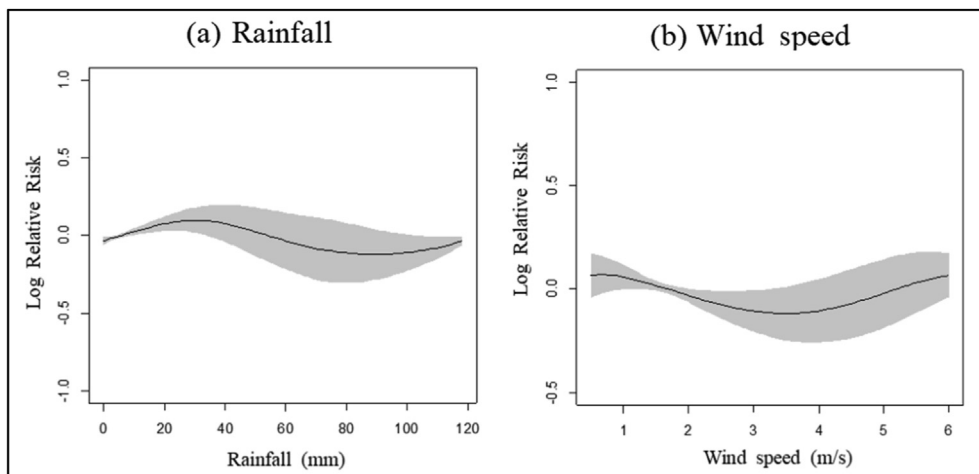 (a) Rainfall
Log Relative Risk
1.0
0.5
0.0
-0.5
-1.0
0 20 40 60 80 100 120
Rainfall (mm)
(b) Wind speed
Log Relative Risk
1.0
0.5
0.0
-0.5
1 2 3 4 5 6
Wind speed (m/s)